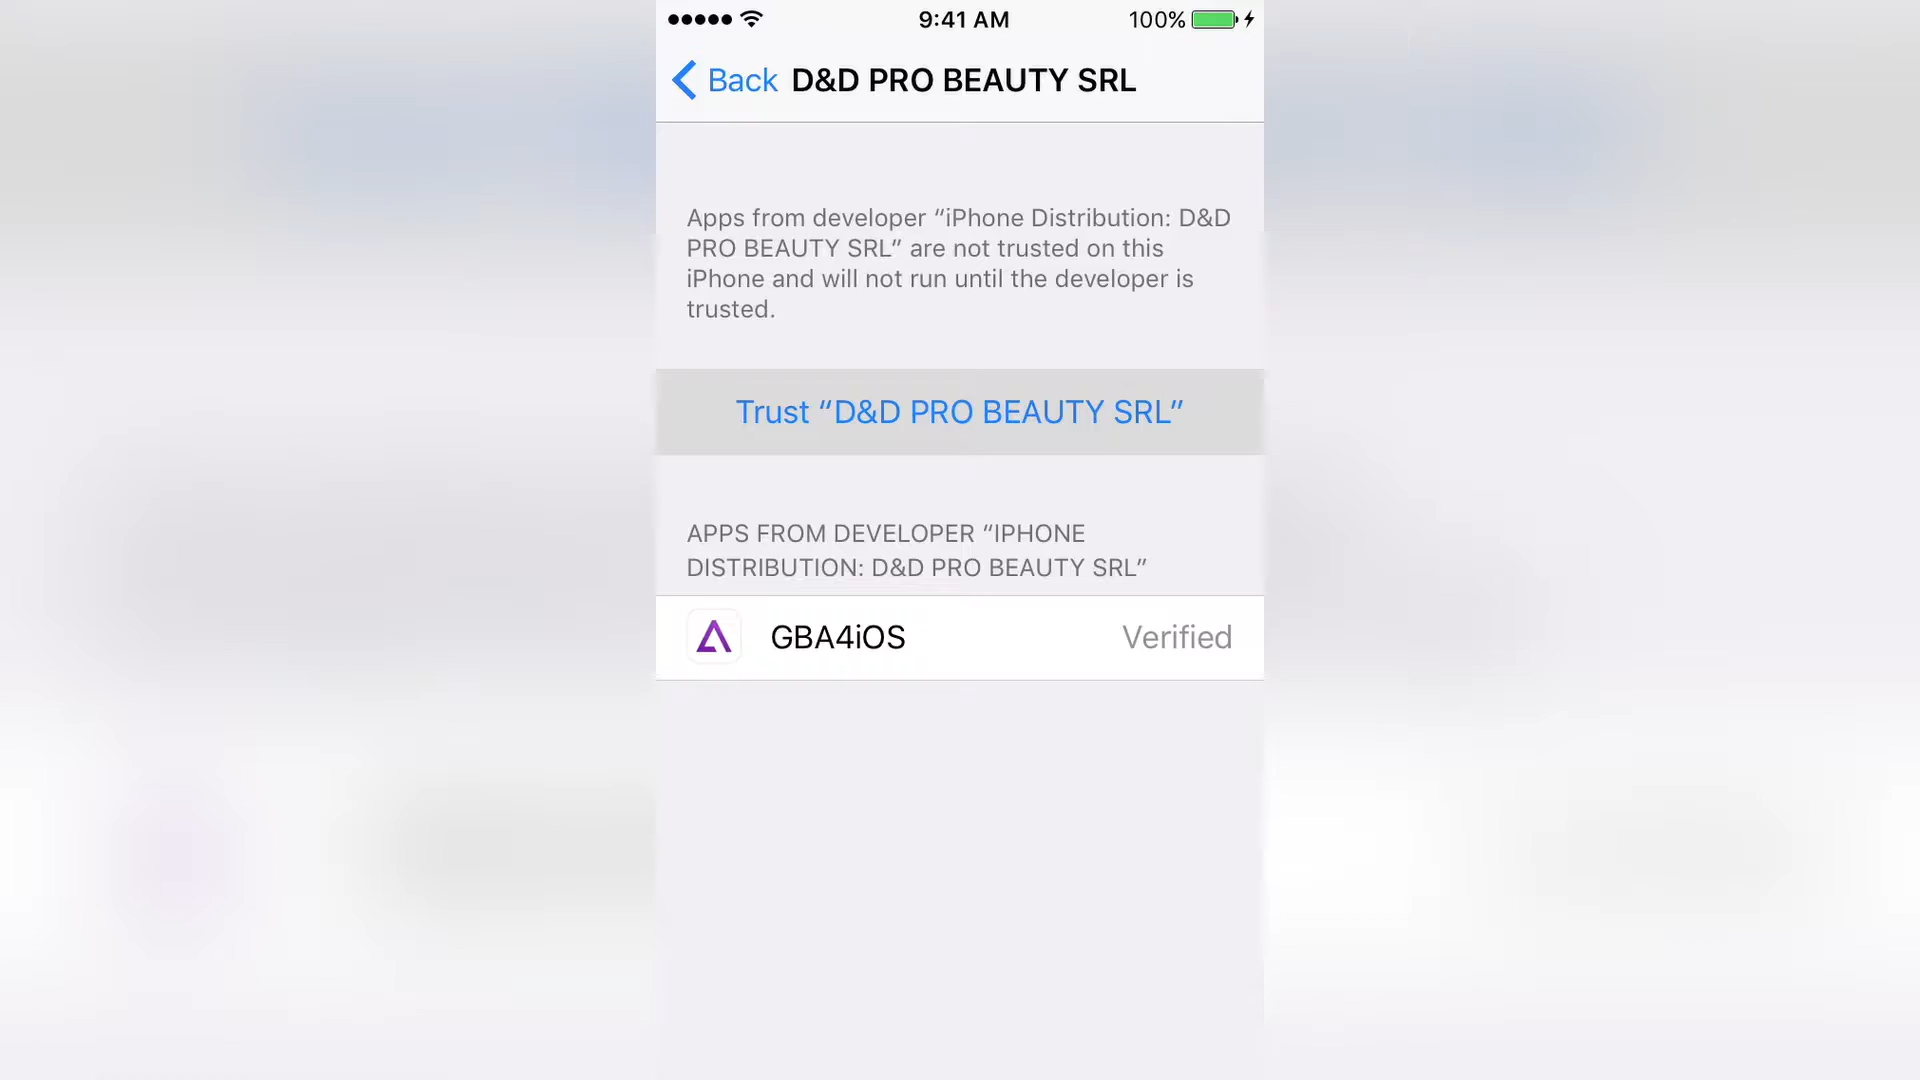 9:41 AM
100%
Back D&D PRO BEAUTY SRL
Apps from developer “iPhone Distribution: D&D
PRO BEAUTY SRL” are not trusted on this
iPhone and will not run until the developer is
trusted.
Trust “D&D PRO BEAUTY SRL”
APPS FROM DEVELOPER “IPHONE
DISTRIBUTION: D&D PRO BEAUTY SRL”
GBA4iOS Verified